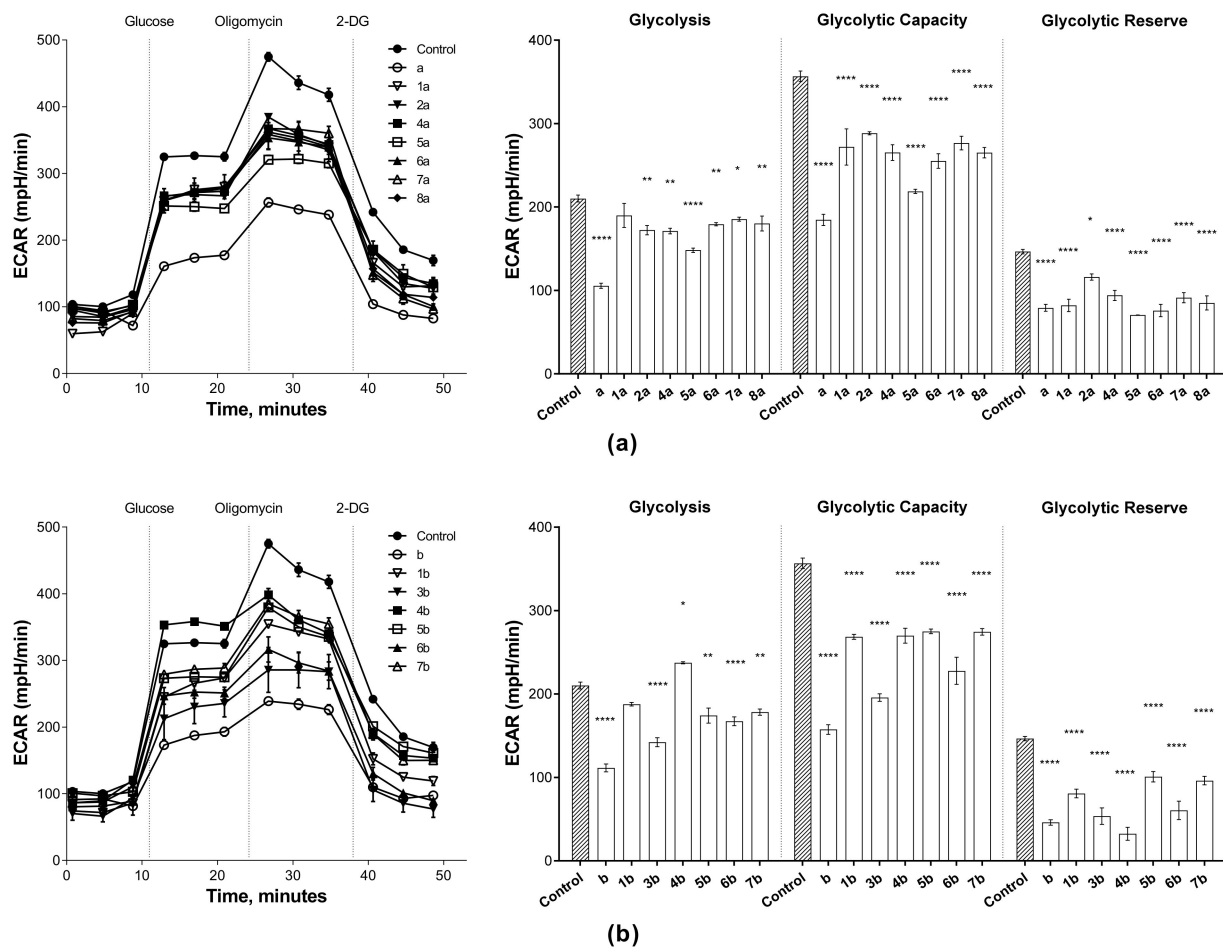 Glucose Oligomycin 2-DG
500
400
300
200
100
0
ECAR (mpH/min)
0 10 20 30 40 50
Time, minutes
Control
a
1a
2a
4a
5a
6a
7a
8a
Glycolysis Glycolytic Capacity Glycolytic Reserve
400
300
200
100
0
ECAR (mpH/min)
**** ** ** **** ** * **
**** **** **** **** **** **** **** ****
**** **** * **** **** **** **** ****
Control a 1a 2a 4a 5a 6a 7a 8a Control a 1a 2a 4a 5a 6a 7a 8a Control a 1a 2a 4a 5a 6a 7a 8a
(a)
Glucose Oligomycin 2-DG
500
400
300
200
100
0
ECAR (mpH/min)
0 10 20 30 40 50
Time, minutes
Control
b
1b
3b
4b
5b
6b
7b
Glycolysis Glycolytic Capacity Glycolytic Reserve
400
300
200
100
0
ECAR (mpH/min)
**** **** * ** **** **
**** **** **** **** **** **** ****
**** **** **** **** **** **** ****
Control b 1b 3b 4b 5b 6b 7b Control b 1b 3b 4b 5b 6b 7b Control b 1b 3b 4b 5b 6b 7b
(b)